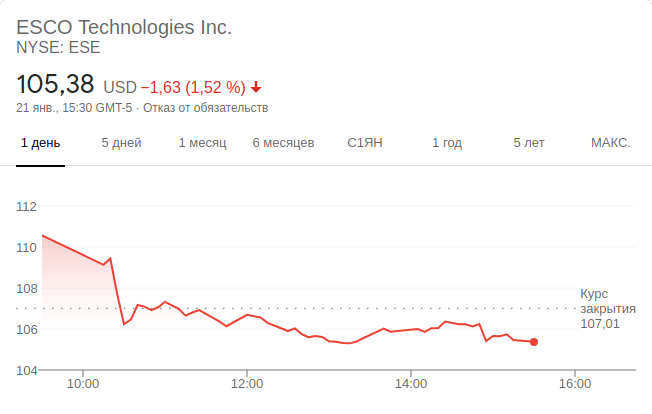 ESCO Technologies Inc.
NYSE: ESE
105,38 USD −1,63 (1,52 %)
21 янв., 15:30 GMT-5 · Отказ от обязательств
1 день 5 дней 1 месяц 6 месяцев С1ЯН 1 год 5 лет МАКС.
112
110
108
Курс
закрытия
107,01
106
104
10:00 12:00 14:00 16:00